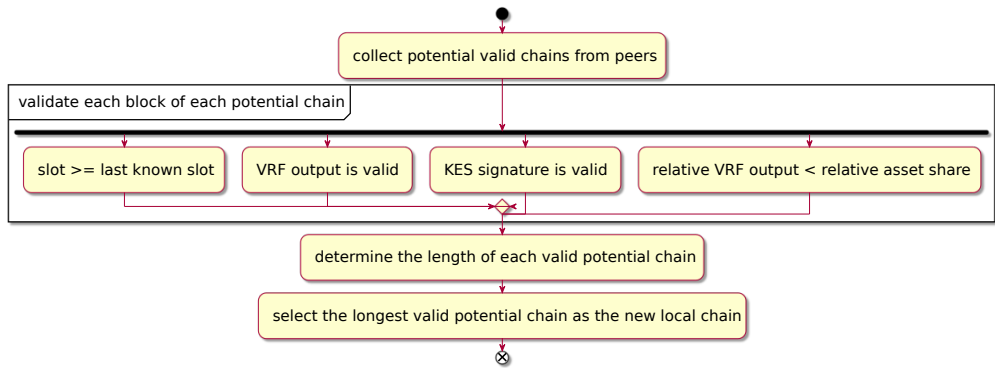 collect potential valid chains from peers
validate each block of each potential chain
slot >= last known slot
VRF output is valid
KES signature is valid
relative VRF output < relative asset share
determine the length of each valid potential chain
select the longest valid potential chain as the new local chain